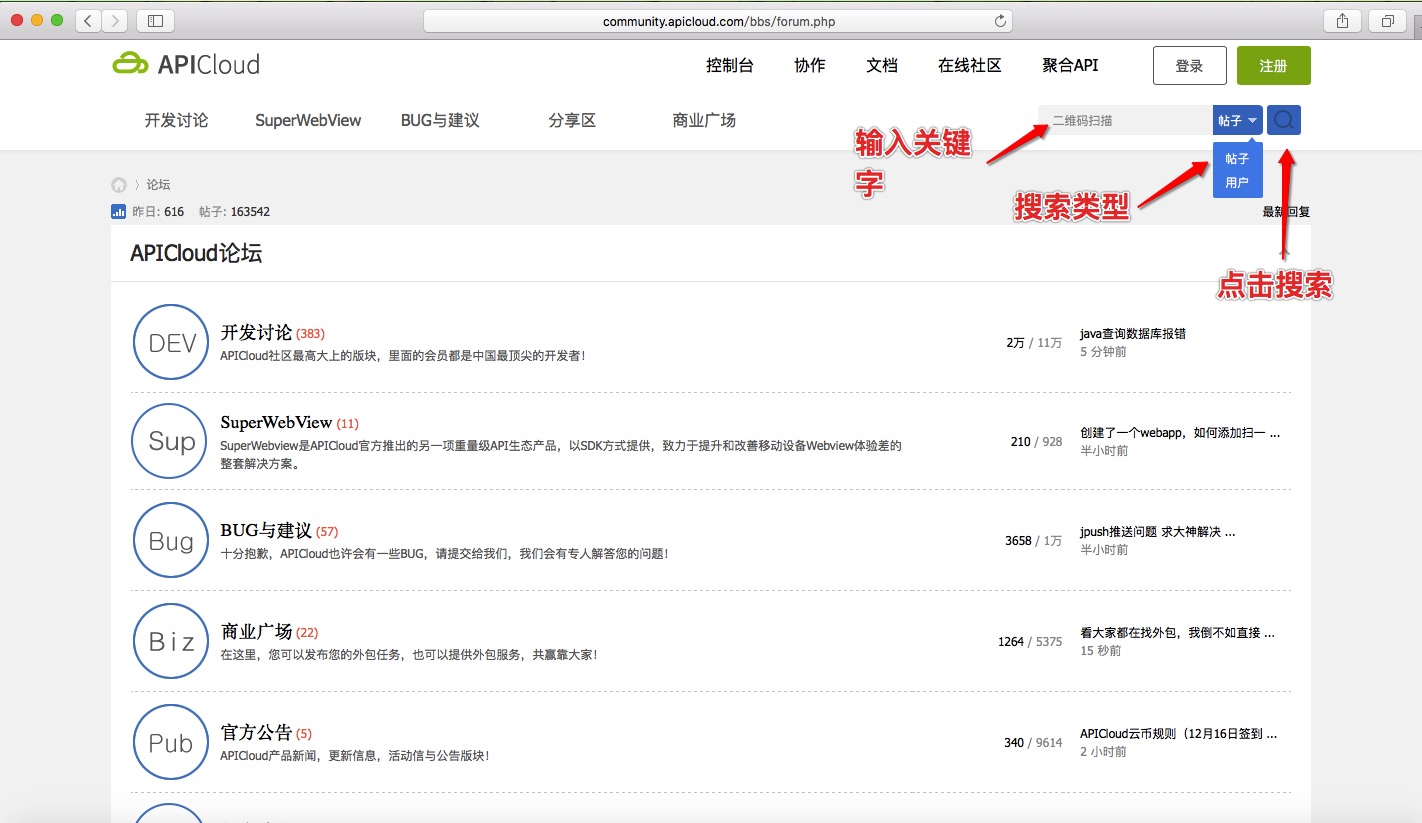 community.apicloud.com/bbs/forum.php
APICloud
控制台
协作
文档
在线社区
聚合API
登录
注册
开发讨论
SuperWebView
BUG与建议
分享区
商业广场
二维码扫描
帖子
帖子
用户
输入关键
字
搜索类型
点击搜索
〉论坛
昨日: 616 帖子: 163542
最新回复
APICloud论坛
DEV
开发讨论 (383)
APICloud社区最高大上的版块，里面的会员都是中国最顶尖的开发者！
2万 / 11万
java查询数据库报错
5 分钟前
Sup
SuperWebView (11)
SuperWebview是APICloud官方推出的另一项重量级API生态产品，以SDK方式提供，致力于提升和改善移动设备Webview体验差的
整套解决方案。
210 / 928
创建了一个webapp，如何添加扫一 ...
半小时前
Bug
BUG与建议 (57)
十分抱歉，APICloud也许会有一些BUG，请提交给我们，我们会有专人解答您的问题！
3658 / 1万
jpush推送问题 求大神解决 ...
半小时前
Biz
商业广场 (22)
在这里，您可以发布您的外包任务，也可以提供外包服务，共赢靠大家！
1264 / 5375
看大家都在找外包，我倒不如直接 ...
15 秒前
Pub
官方公告 (5)
APICloud产品新闻，更新信息，活动信与公告版块！
340 / 9614
APICloud云币规则（12月16日签到 ...
2 小时前